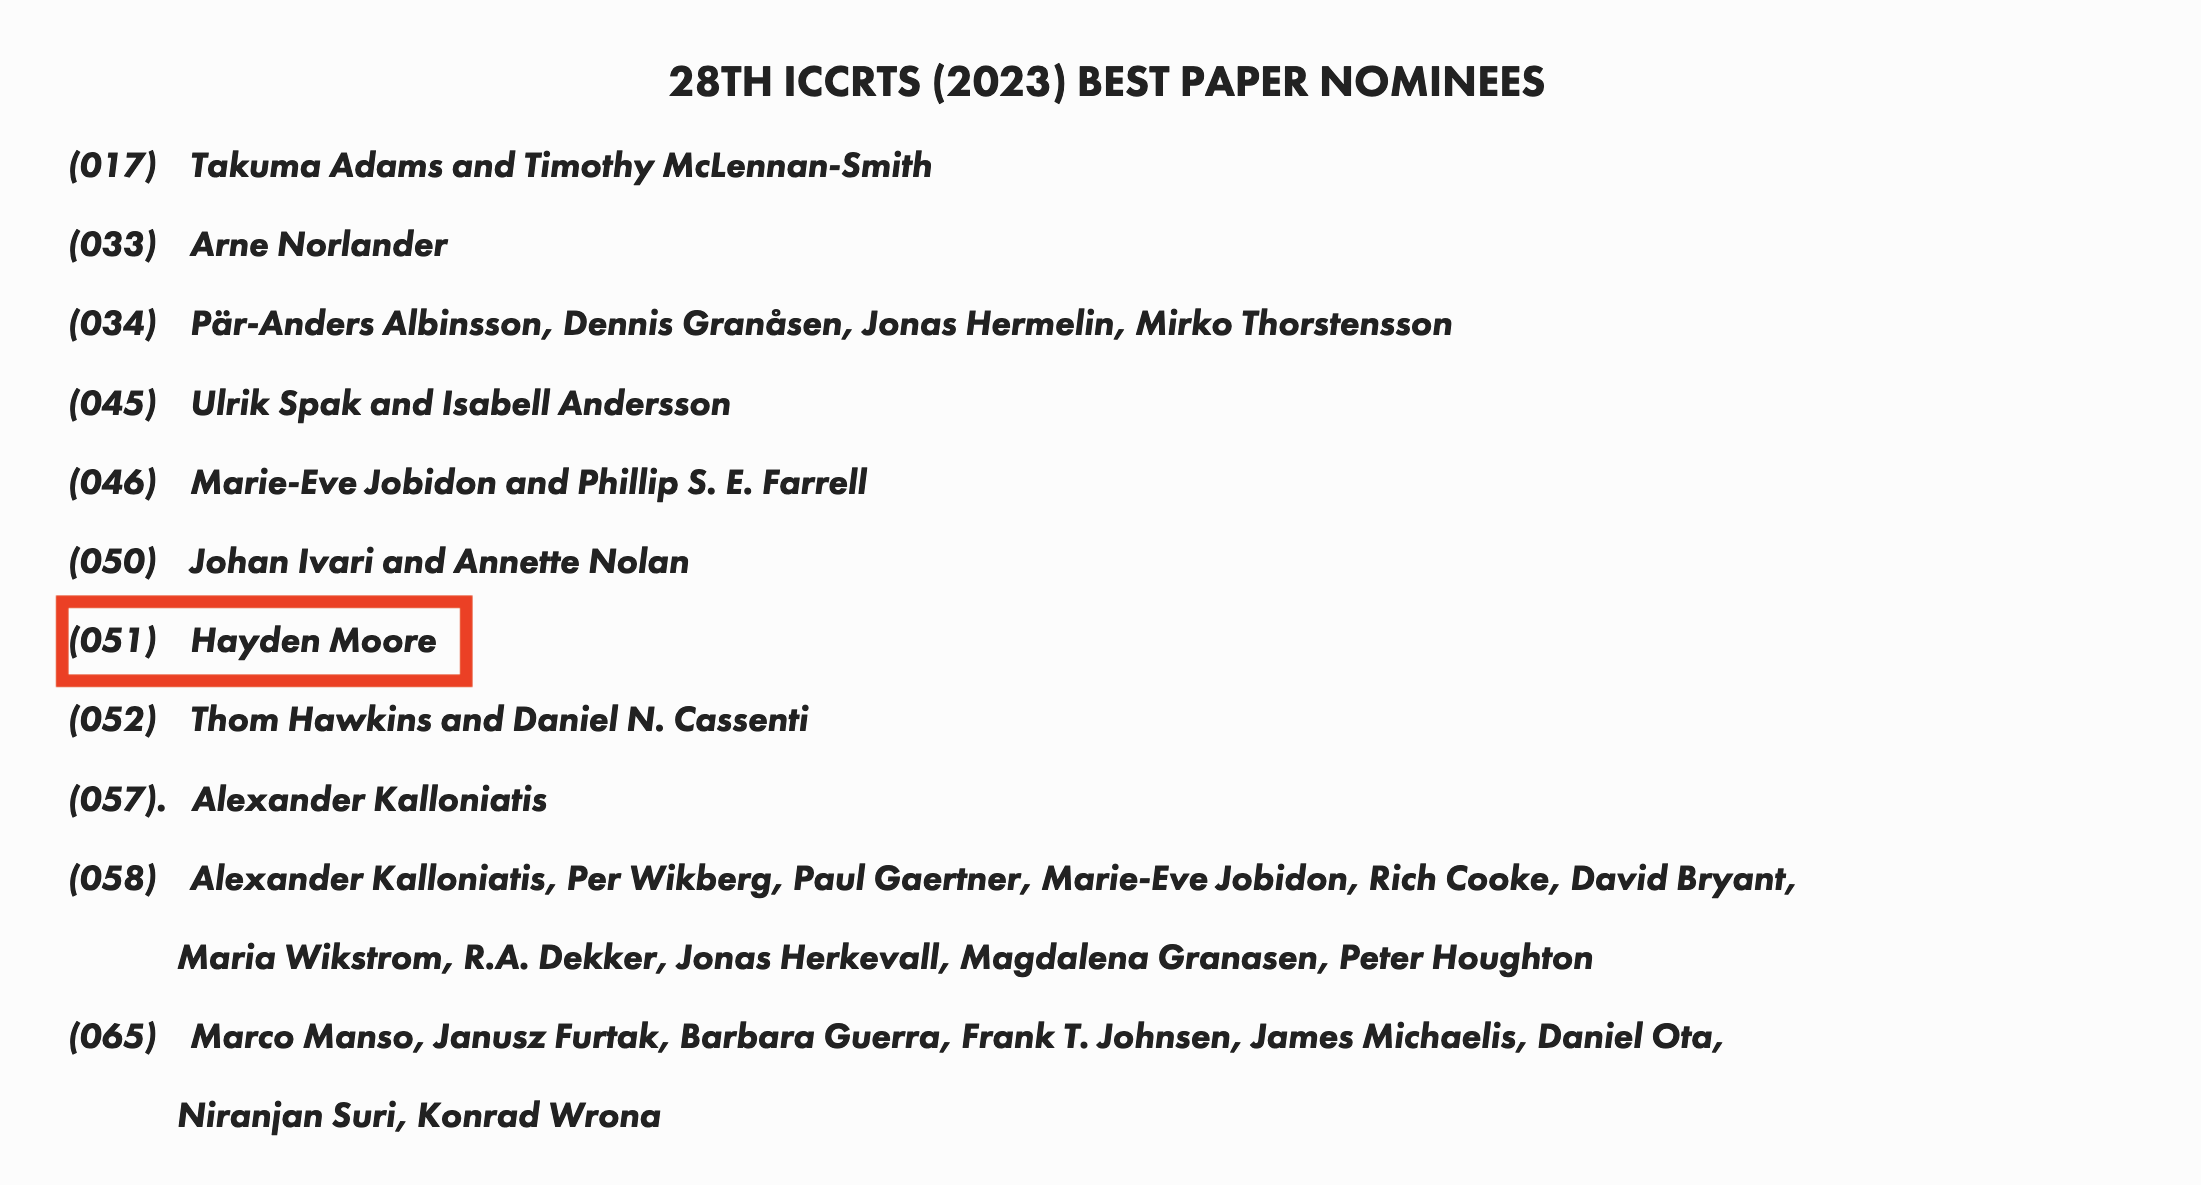 28TH ICCRTS (2023) BEST PAPER NOMINEES
(017) Takuma Adams and Timothy McLennan-Smith
(033) Arne Norlander
(034) Pär-Anders Albinsson, Dennis Granåsen, Jonas Hermelin, Mirko Thorstensson
(045) Ulrik Spak and Isabell Andersson
(046) Marie-Eve Jobidon and Phillip S. E. Farrell
(050) Johan Ivari and Annette Nolan
(051) Hayden Moore
(052) Thom Hawkins and Daniel N. Cassenti
(057). Alexander Kalloniatis
(058) Alexander Kalloniatis, Per Wikberg, Paul Gaertner, Marie-Eve Jobidon, Rich Cooke, David Bryant,
Maria Wikstrom, R.A. Dekker, Jonas Herkevall, Magdalena Granasen, Peter Houghton
(065) Marco Manso, Janusz Furtak, Barbara Guerra, Frank T. Johnsen, James Michaelis, Daniel Ota,
Niranjan Suri, Konrad Wrona